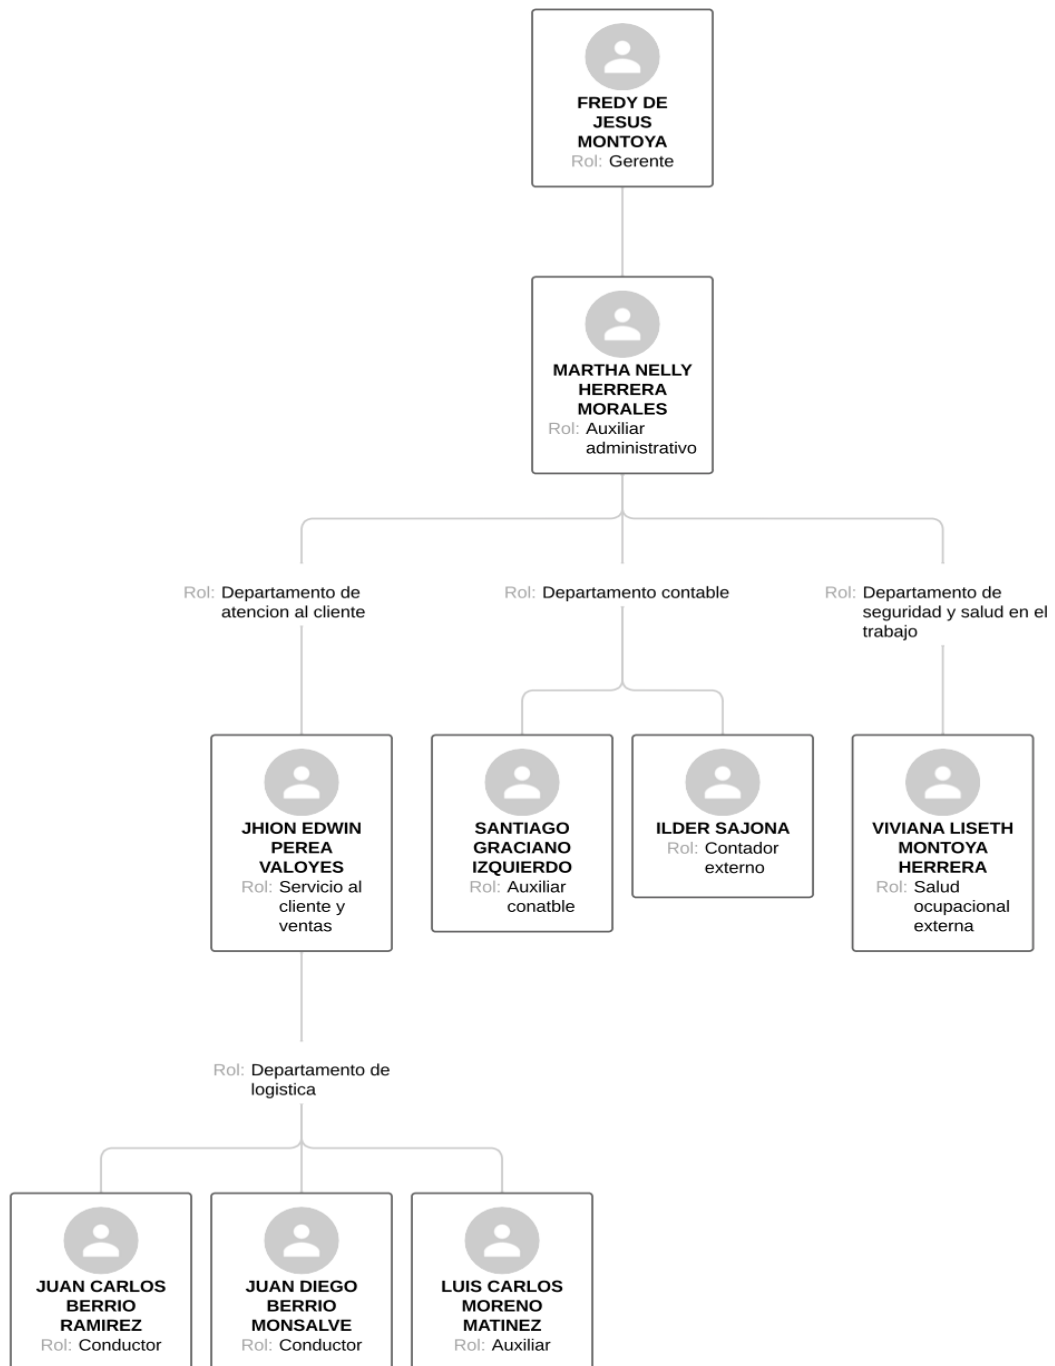 FREDY DE
JESUS
MONTOYA
Rol: Gerente
MARTHA NELLY
HERRERA
MORALES
Rol: Auxiliar
administrativo
Rol: Departamento de
atencion al cliente
Rol: Departamento contable
Rol: Departamento de
seguridad y salud en el
trabajo
JHION EDWIN
PEREA
VALOYES
Rol: Servicio al
cliente y
ventas
SANTIAGO
GRACIANO
IZQUIERDO
Rol: Auxiliar
conatble
ILDER SAJONA
Rol: Contador
externo
VIVIANA LISETH
MONTOYA
HERRERA
Rol: Salud
ocupacional
externa
Rol: Departamento de
logistica
JUAN CARLOS
BERRIO
RAMIREZ
Rol: Conductor
JUAN DIEGO
BERRIO
MONSALVE
Rol: Conductor
LUIS CARLOS
MORENO
MATINEZ
Rol: Auxiliar